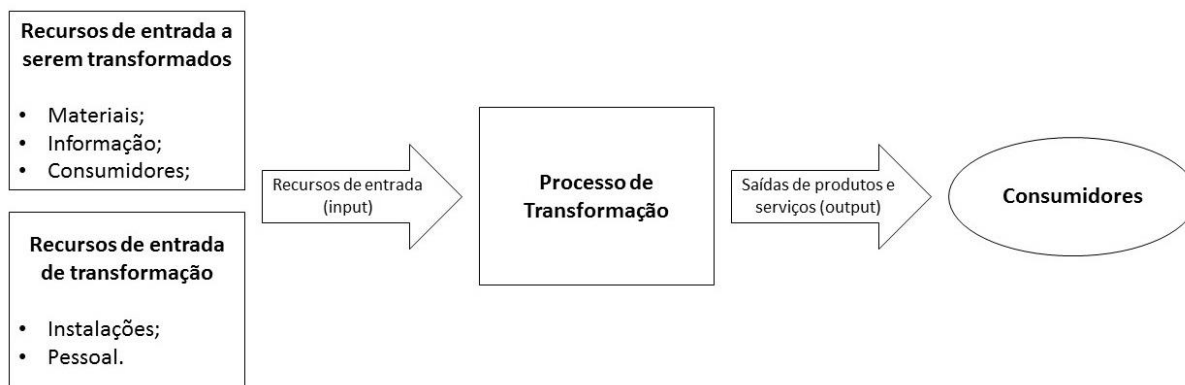 Recursos de entrada a
serem transformados
• Materiais;
• Informação;
• Consumidores;
Recursos de entrada
de transformação
• Instalações;
• Pessoal.
Recursos de entrada
(input)
Processo de
Transformação
Saídas de produtos e
serviços (output)
Consumidores